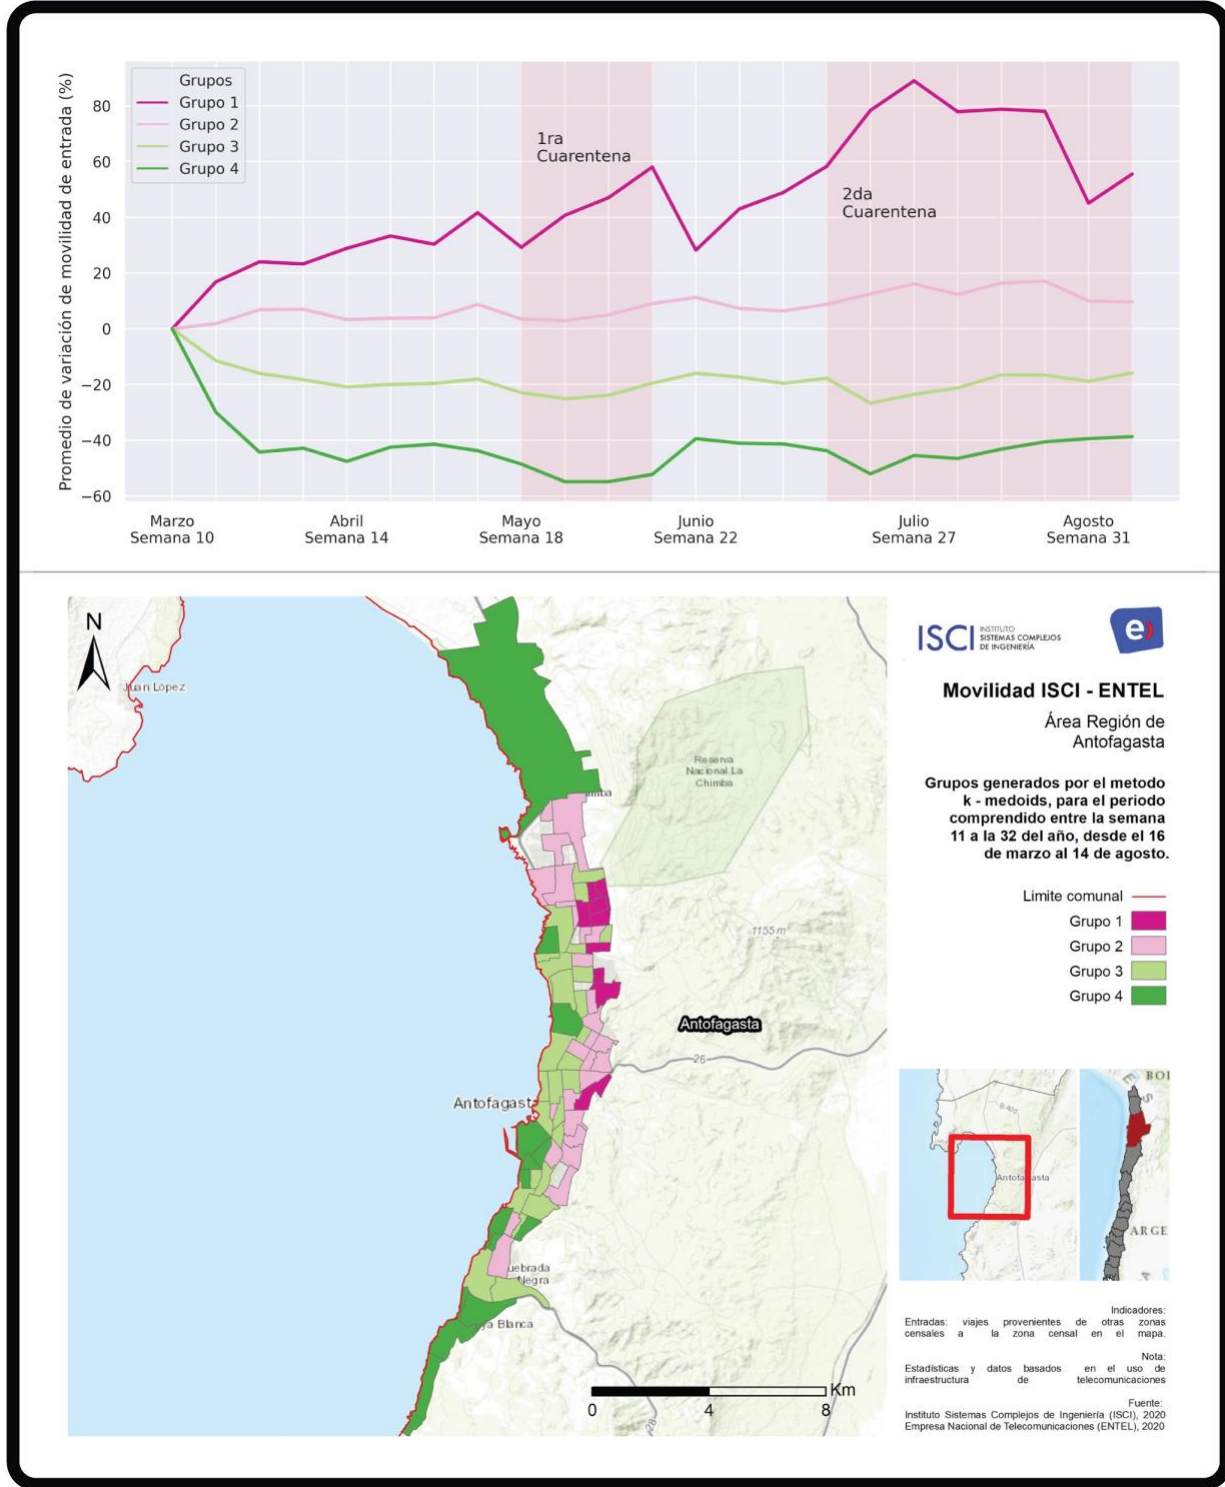 Promedio de variación de movilidad de entrada (%)
Grupos
Grupo 1
Grupo 2
Grupo 3
Grupo 4
80
60
40
20
0
−20
−40
−60
1ra
Cuarentena
2da
Cuarentena
Marzo
Semana 10
Abril
Semana 14
Mayo
Semana 18
Junio
Semana 22
Julio
Semana 27
Agosto
Semana 31
N
Juan López
Reserva
Nacional La
Chimba
1155 m
Antofagasta
26
Antofagast
uebrada
Negra
Blanca
28
Km
0 4 8
ISCI INSTITUTO
SISTEMAS COMPLEJOS
DE INGENIERÍA
e)
Movilidad ISCI - ENTEL
Área Región de
Antofagasta
Grupos generados por el metodo
k - medoids, para el periodo
comprendido entre la semana
11 a la 32 del año, desde el 16
de marzo al 14 de agosto.
Limite comunal
Grupo 1
Grupo 2
Grupo 3
Grupo 4
Antofagasta
BOI
ARGE
Indicadores:
Entradas: viajes provenientes de otras zonas
censales a la zona censal en el mapa.
Nota:
Estadísticas y datos basados en el uso de
infraestructura de telecomunicaciones
Fuente:
Instituto Sistemas Complejos de Ingeniería (ISCI), 2020
Empresa Nacional de Telecomunicaciones (ENTEL), 2020